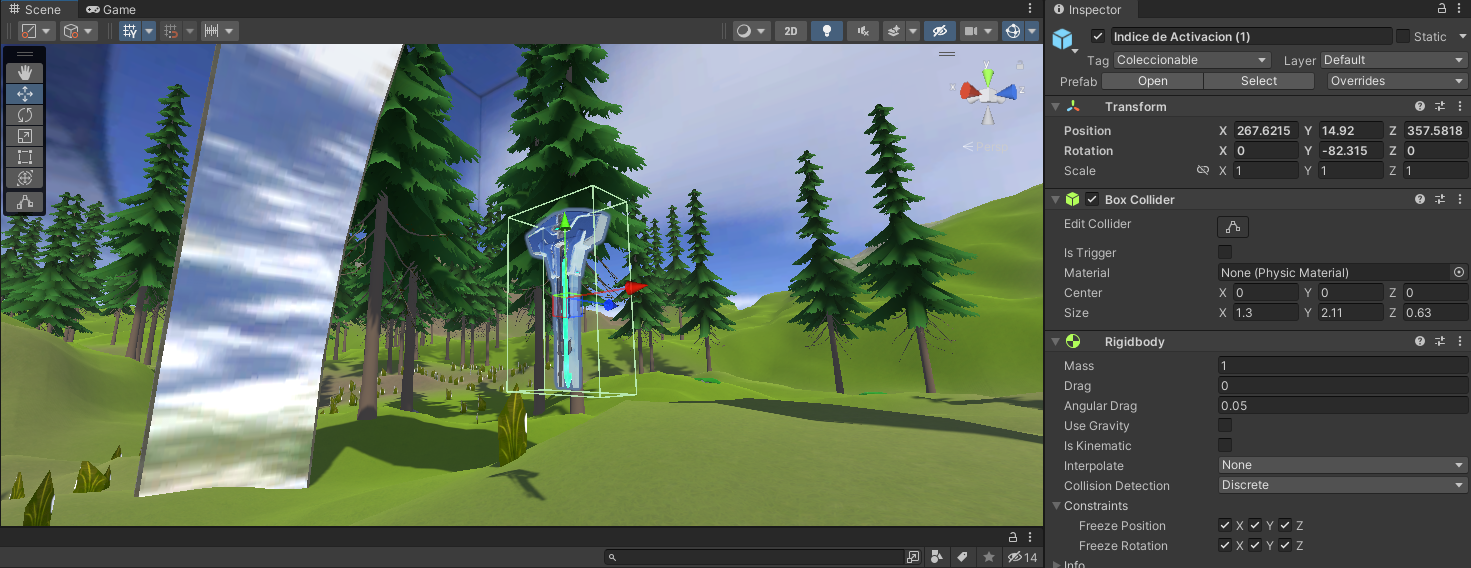 Scene Game
2D
Y
X Z
Persp
14
Inspector
Indice de Activacion (1) Static
Tag Coleccionable Layer Default
Prefab Open Select Overrides
Transform
Position X 267.6215 Y 14.92 Z 357.5818
Rotation X 0 Y -82.315 Z 0
Scale X 1 Y 1 Z 1
Box Collider
Edit Collider
Is Trigger
Material None (Physic Material)
Center X 0 Y 0 Z 0
Size X 1.3 Y 2.11 Z 0.63
Rigidbody
Mass 1
Drag 0
Angular Drag 0.05
Use Gravity
Is Kinematic
Interpolate None
Collision Detection Discrete
Constraints
Freeze Position X Y Z
Freeze Rotation X Y Z
Info